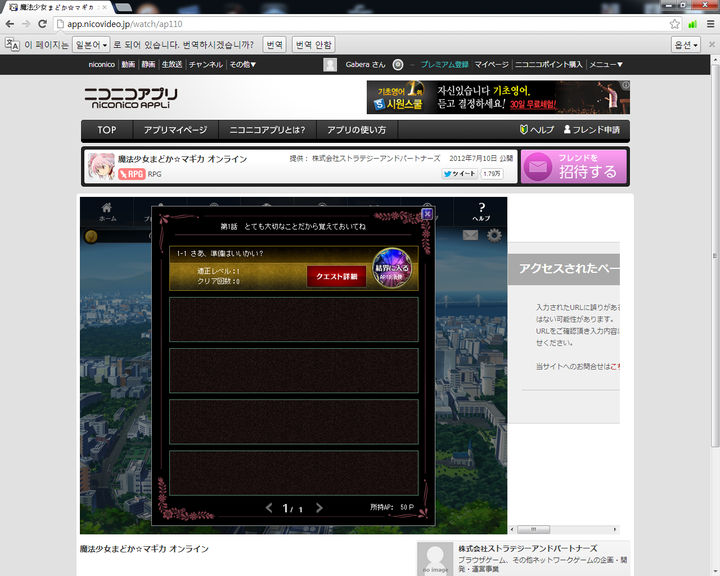 魔法少女まどか☆マギカ
app.nicovideo.jp/watch/ap110
이 페이지는 일본어 로 되어 있습니다. 번역하시겠습니까? 번역 번역 안함 옵션
niconico 動画 静画 生放送 チャンネル その他▼ Gabera さん プレミアム登録 マイページ ニコニコポイント購入 メニュー▼
ニコニコアプリ
NICONICO APPLI
기초영어 1위
시원스쿨
자신있습니다 기초영어.
듣고 결정하세요! 30일 무료체험!
TOP アプリマイページ ニコニコアプリとは? アプリの使い方 ヘルプ フレンド申請
魔法少女まどか☆マギカ オンライン
提供: 株式会社ストラテジーアンドパートナーズ 2012年7月10日 公開
RPG RPG
ツイート 1.79万
フレンドを
招待する
ホーム
?
ヘルプ
第1話 とても大切なことだから覚えておいてね
1-1 さあ、準備はいいかい?
適正レベル:1
クリア回数:0
クエスト詳細
結界に入る
1/ 1
所持AP: 50 P
アクセスされたペー
入力されたURLに誤りがある
はない可能性があります。
URLをご確認頂き入力内容に
せください。
当サイトへのお問合せはこち
魔法少女まどか☆マギカ オンライン
no image
株式会社ストラテジーアンドパートナーズ
ブラウザゲーム、その他ネットワークゲームの企画・開
発・運営事業